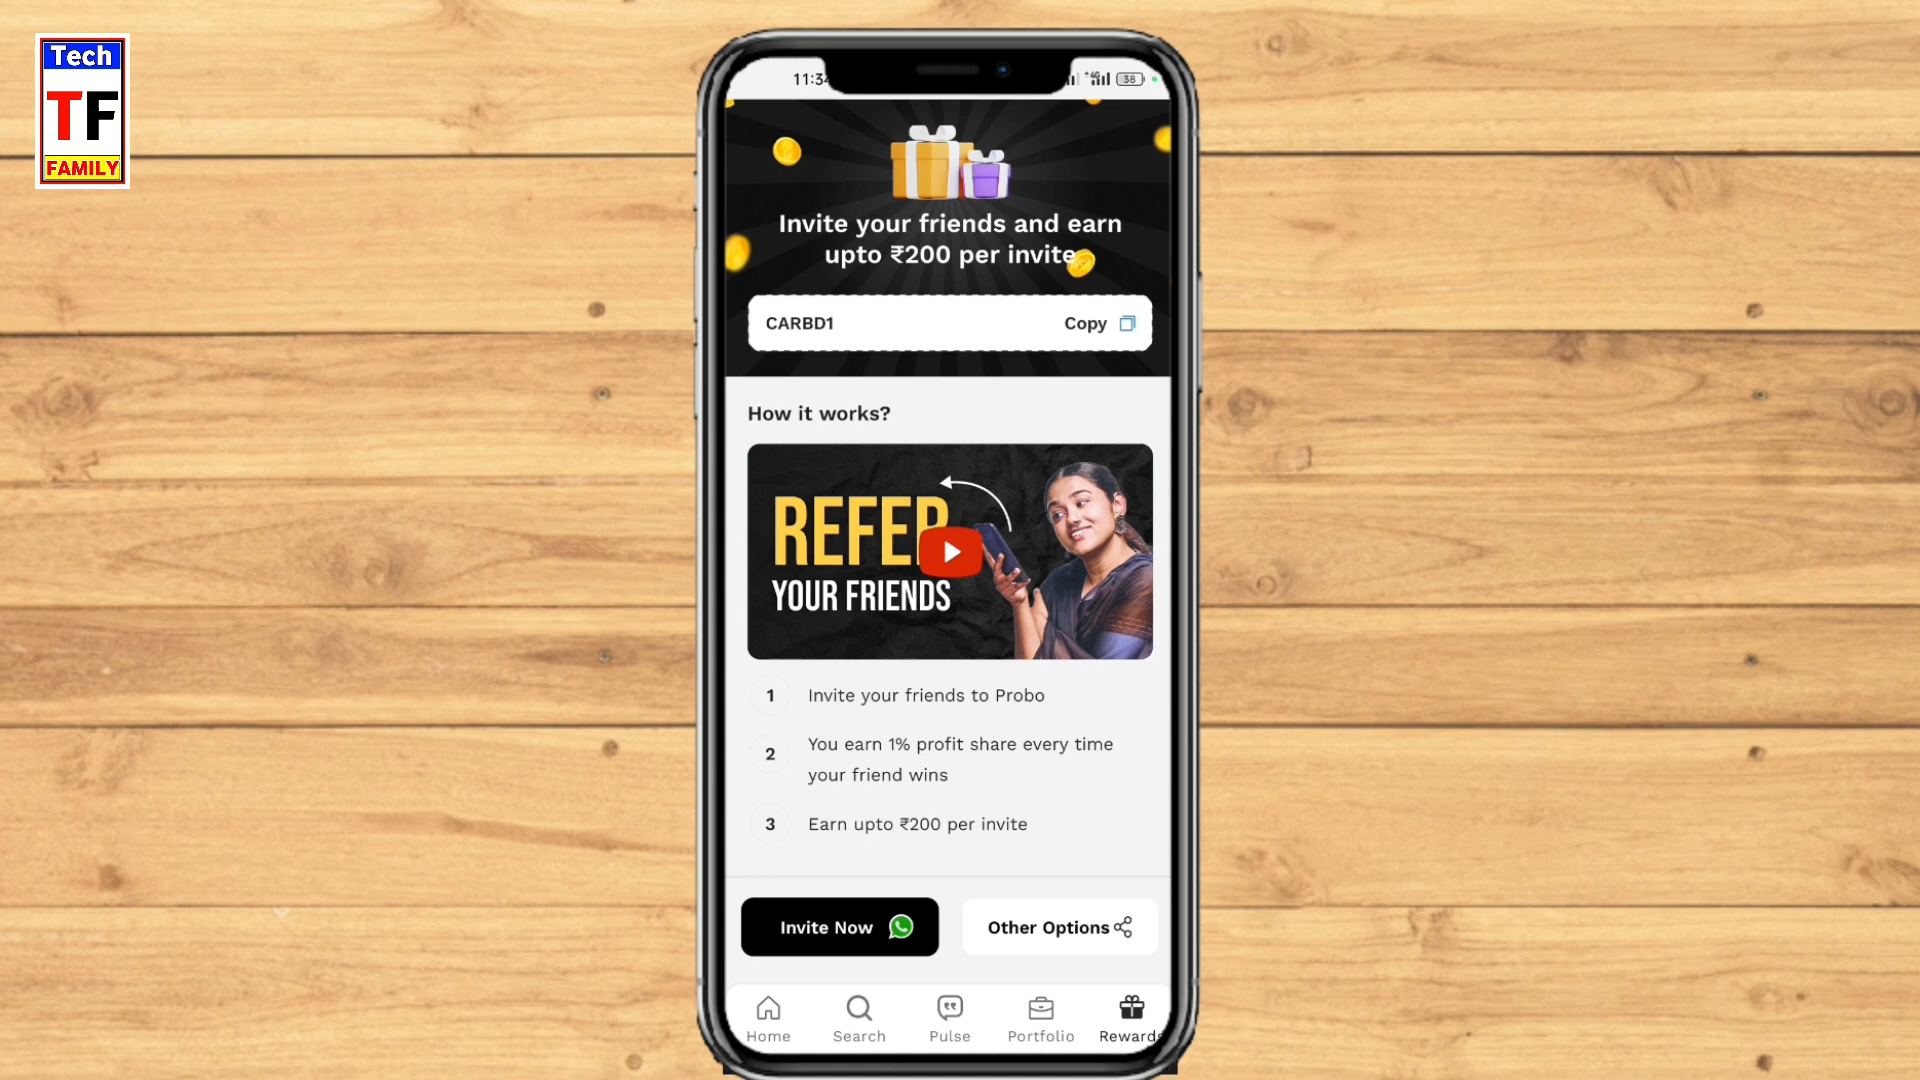 Tech
TF
FAMILY
11:34
4G
38
Invite your friends and earn
upto ₹200 per invite
CARBD1
Copy
How it works?
REFER
YOUR FRIENDS
1 Invite your friends to Probo
2 You earn 1% profit share every time
your friend wins
3 Earn upto ₹200 per invite
Invite Now
Other Options
Home
Search
Pulse
Portfolio
Rewards